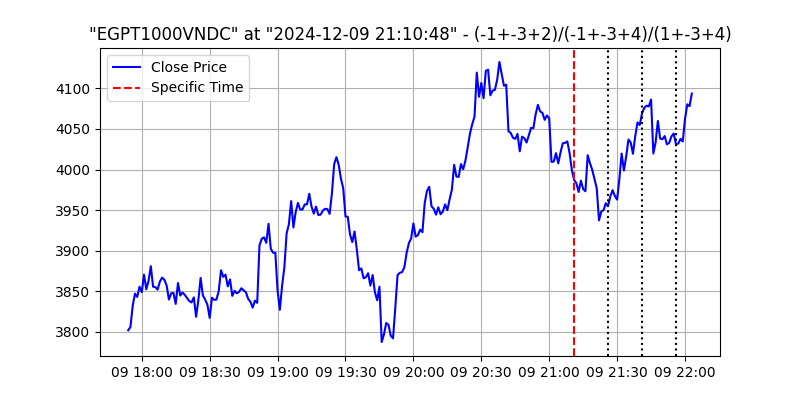 "EGPT1000VNDC" at "2024-12-09 21:10:48" - (-1+-3+2)/(-1+-3+4)/(1+-3+4)
Close Price
Specific Time
4100
4050
4000
3950
3900
3850
3800
09 18:00 09 18:30 09 19:00 09 19:30 09 20:00 09 20:30 09 21:00 09 21:30 09 22:00